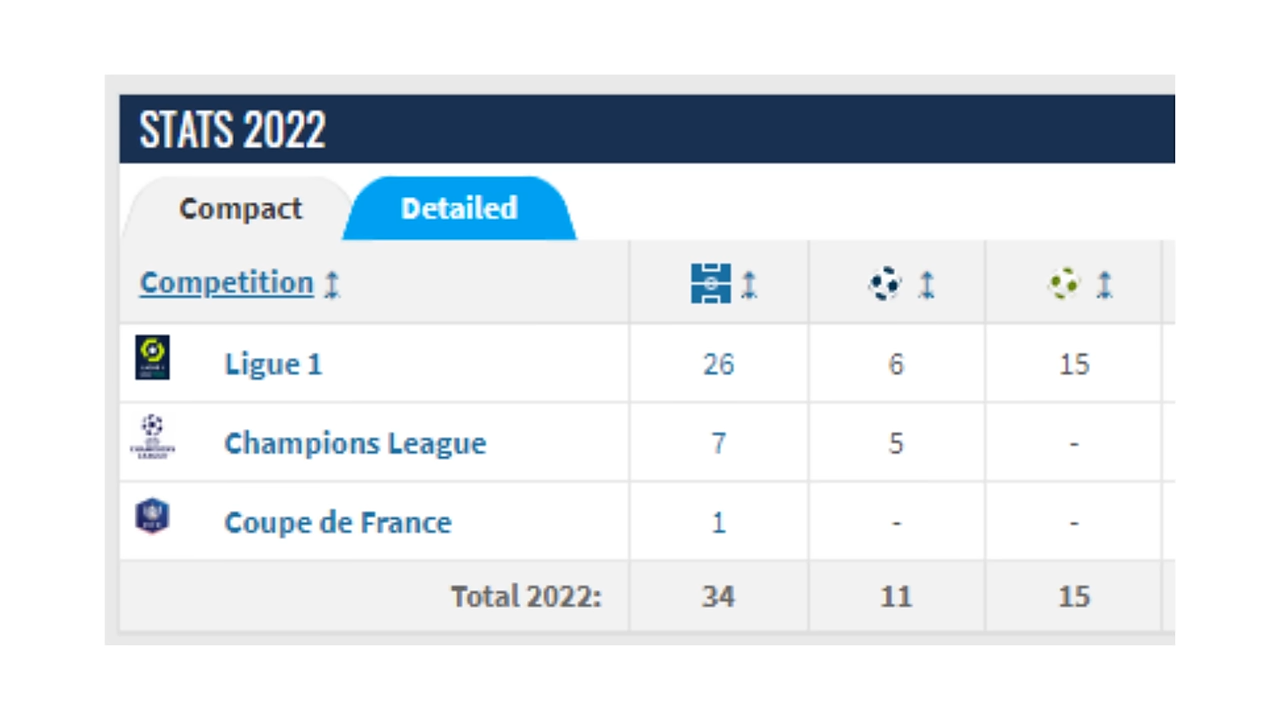 STATS 2022
Compact Detailed
Competition
Ligue 1 26 6 15
Champions League 7 5 -
Coupe de France 1 - -
Total 2022: 34 11 15